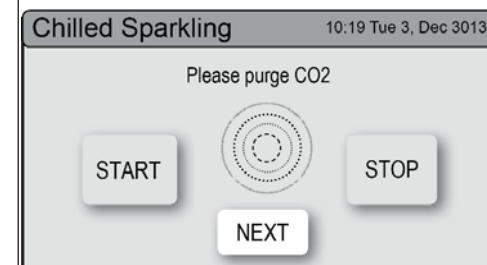 Chilled Sparkling 10:19 Tue 3, Dec 3013
Please purge CO2
START STOP
NEXT